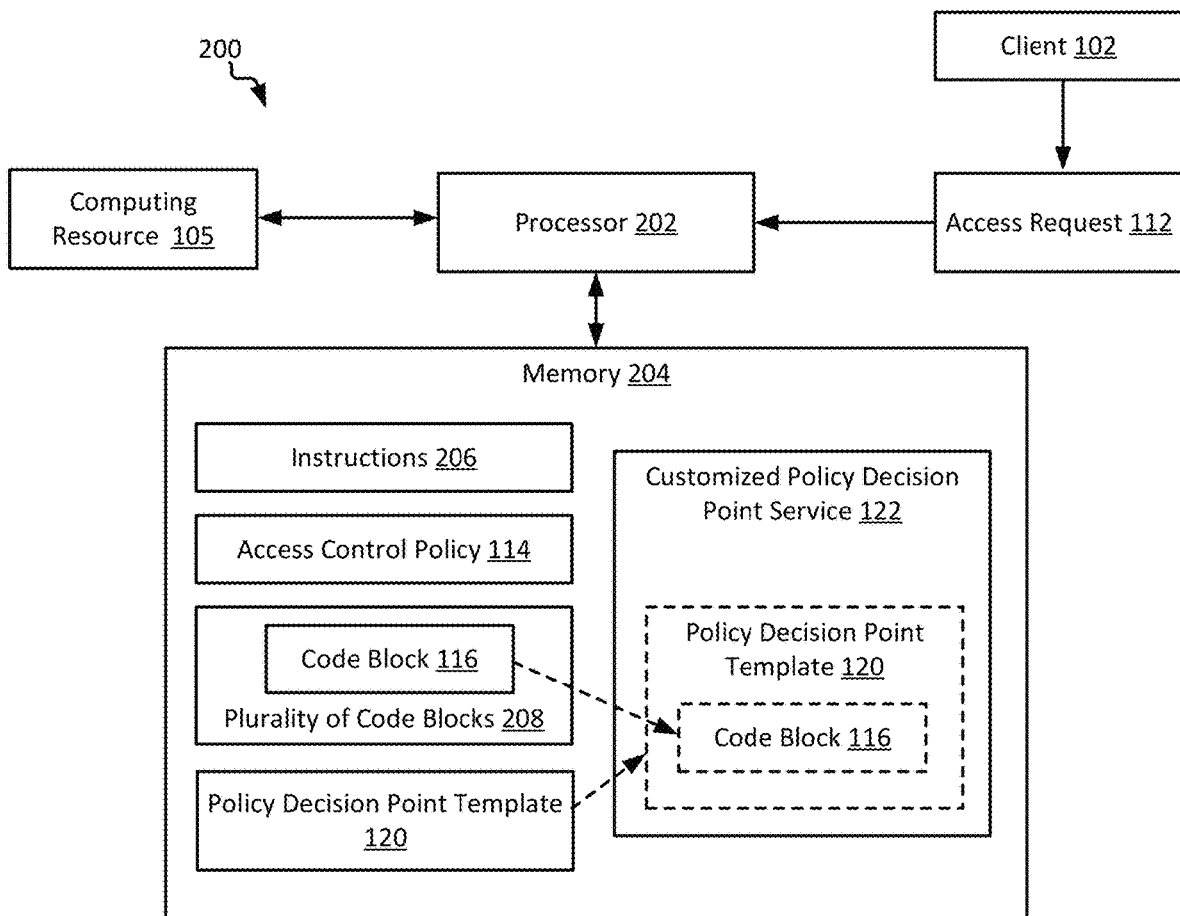 200
Client 102
Computing
Resource 105
Processor 202
Access Request 112
Memory 204
Instructions 206
Access Control Policy 114
Code Block 116
Plurality of Code Blocks 208
Policy Decision Point Template
120
Customized Policy Decision
Point Service 122
Policy Decision Point
Template 120
Code Block 116